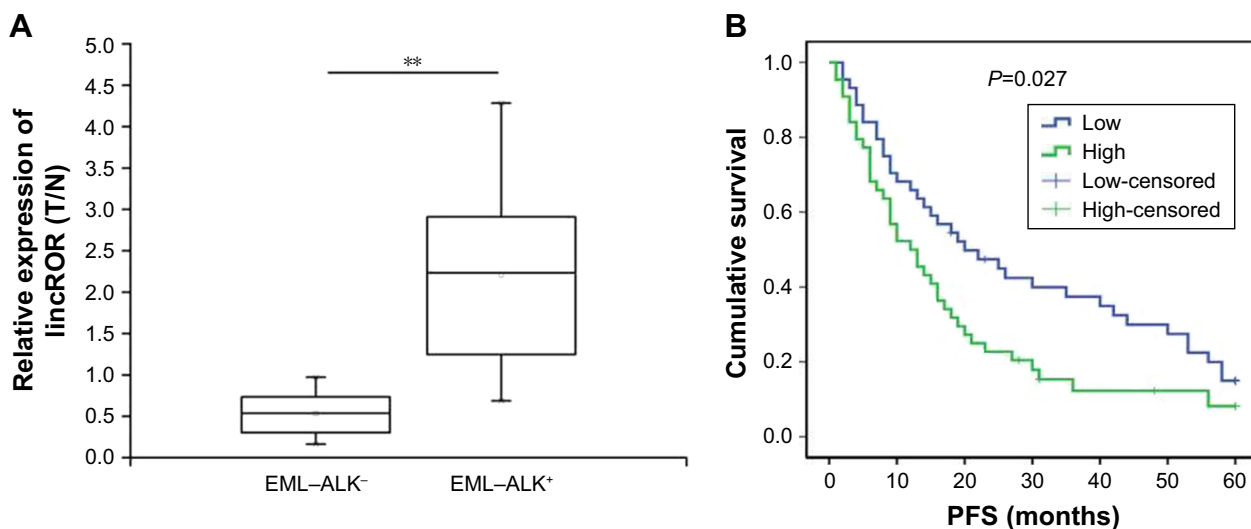 A
Relative expression of
lincROR (T/N)
5.0
4.5
4.0
3.5
3.0
2.5
2.0
1.5
1.0
0.5
0.0
**
EML–ALK⁻
EML–ALK⁺
B
Cumulative survival
1.0
0.8
0.6
0.4
0.2
0.0
P=0.027
Low
High
Low-censored
High-censored
0 10 20 30 40 50 60
PFS (months)